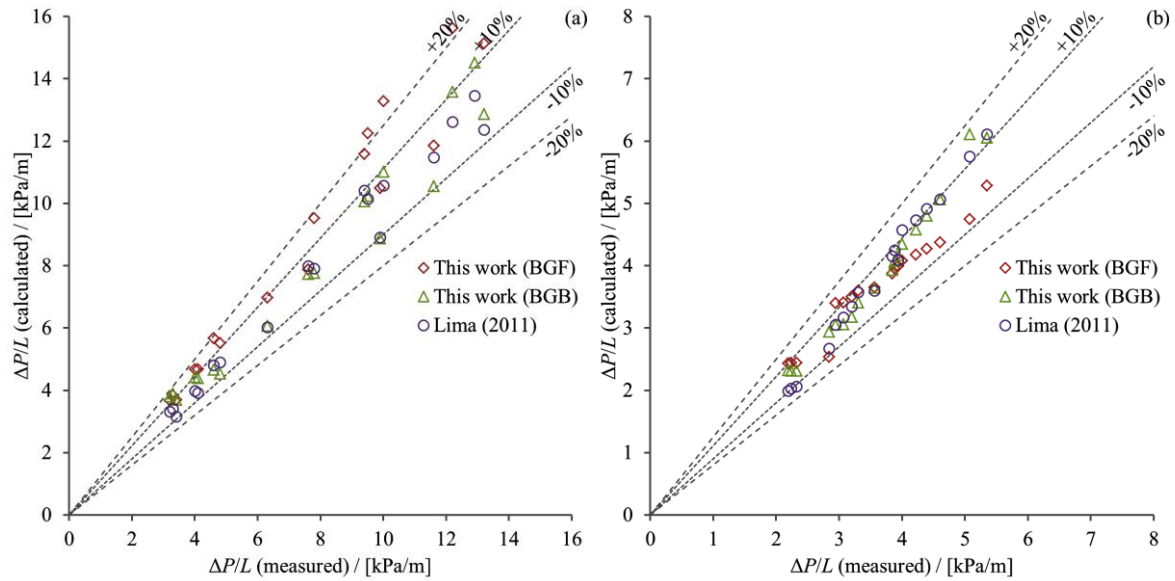 (a)
+20%
+10%
-10%
-20%
16
14
12
10
8
6
4
2
0
ΔP/L (calculated) / [kPa/m]
This work (BGF)
This work (BGB)
Lima (2011)
0 2 4 6 8 10 12 14 16
ΔP/L (measured) / [kPa/m]
(b)
+20%
+10%
-10%
-20%
8
7
6
5
4
3
2
1
0
ΔP/L (calculated) / [kPa/m]
This work (BGF)
This work (BGB)
Lima (2011)
0 1 2 3 4 5 6 7 8
ΔP/L (measured) / [kPa/m]